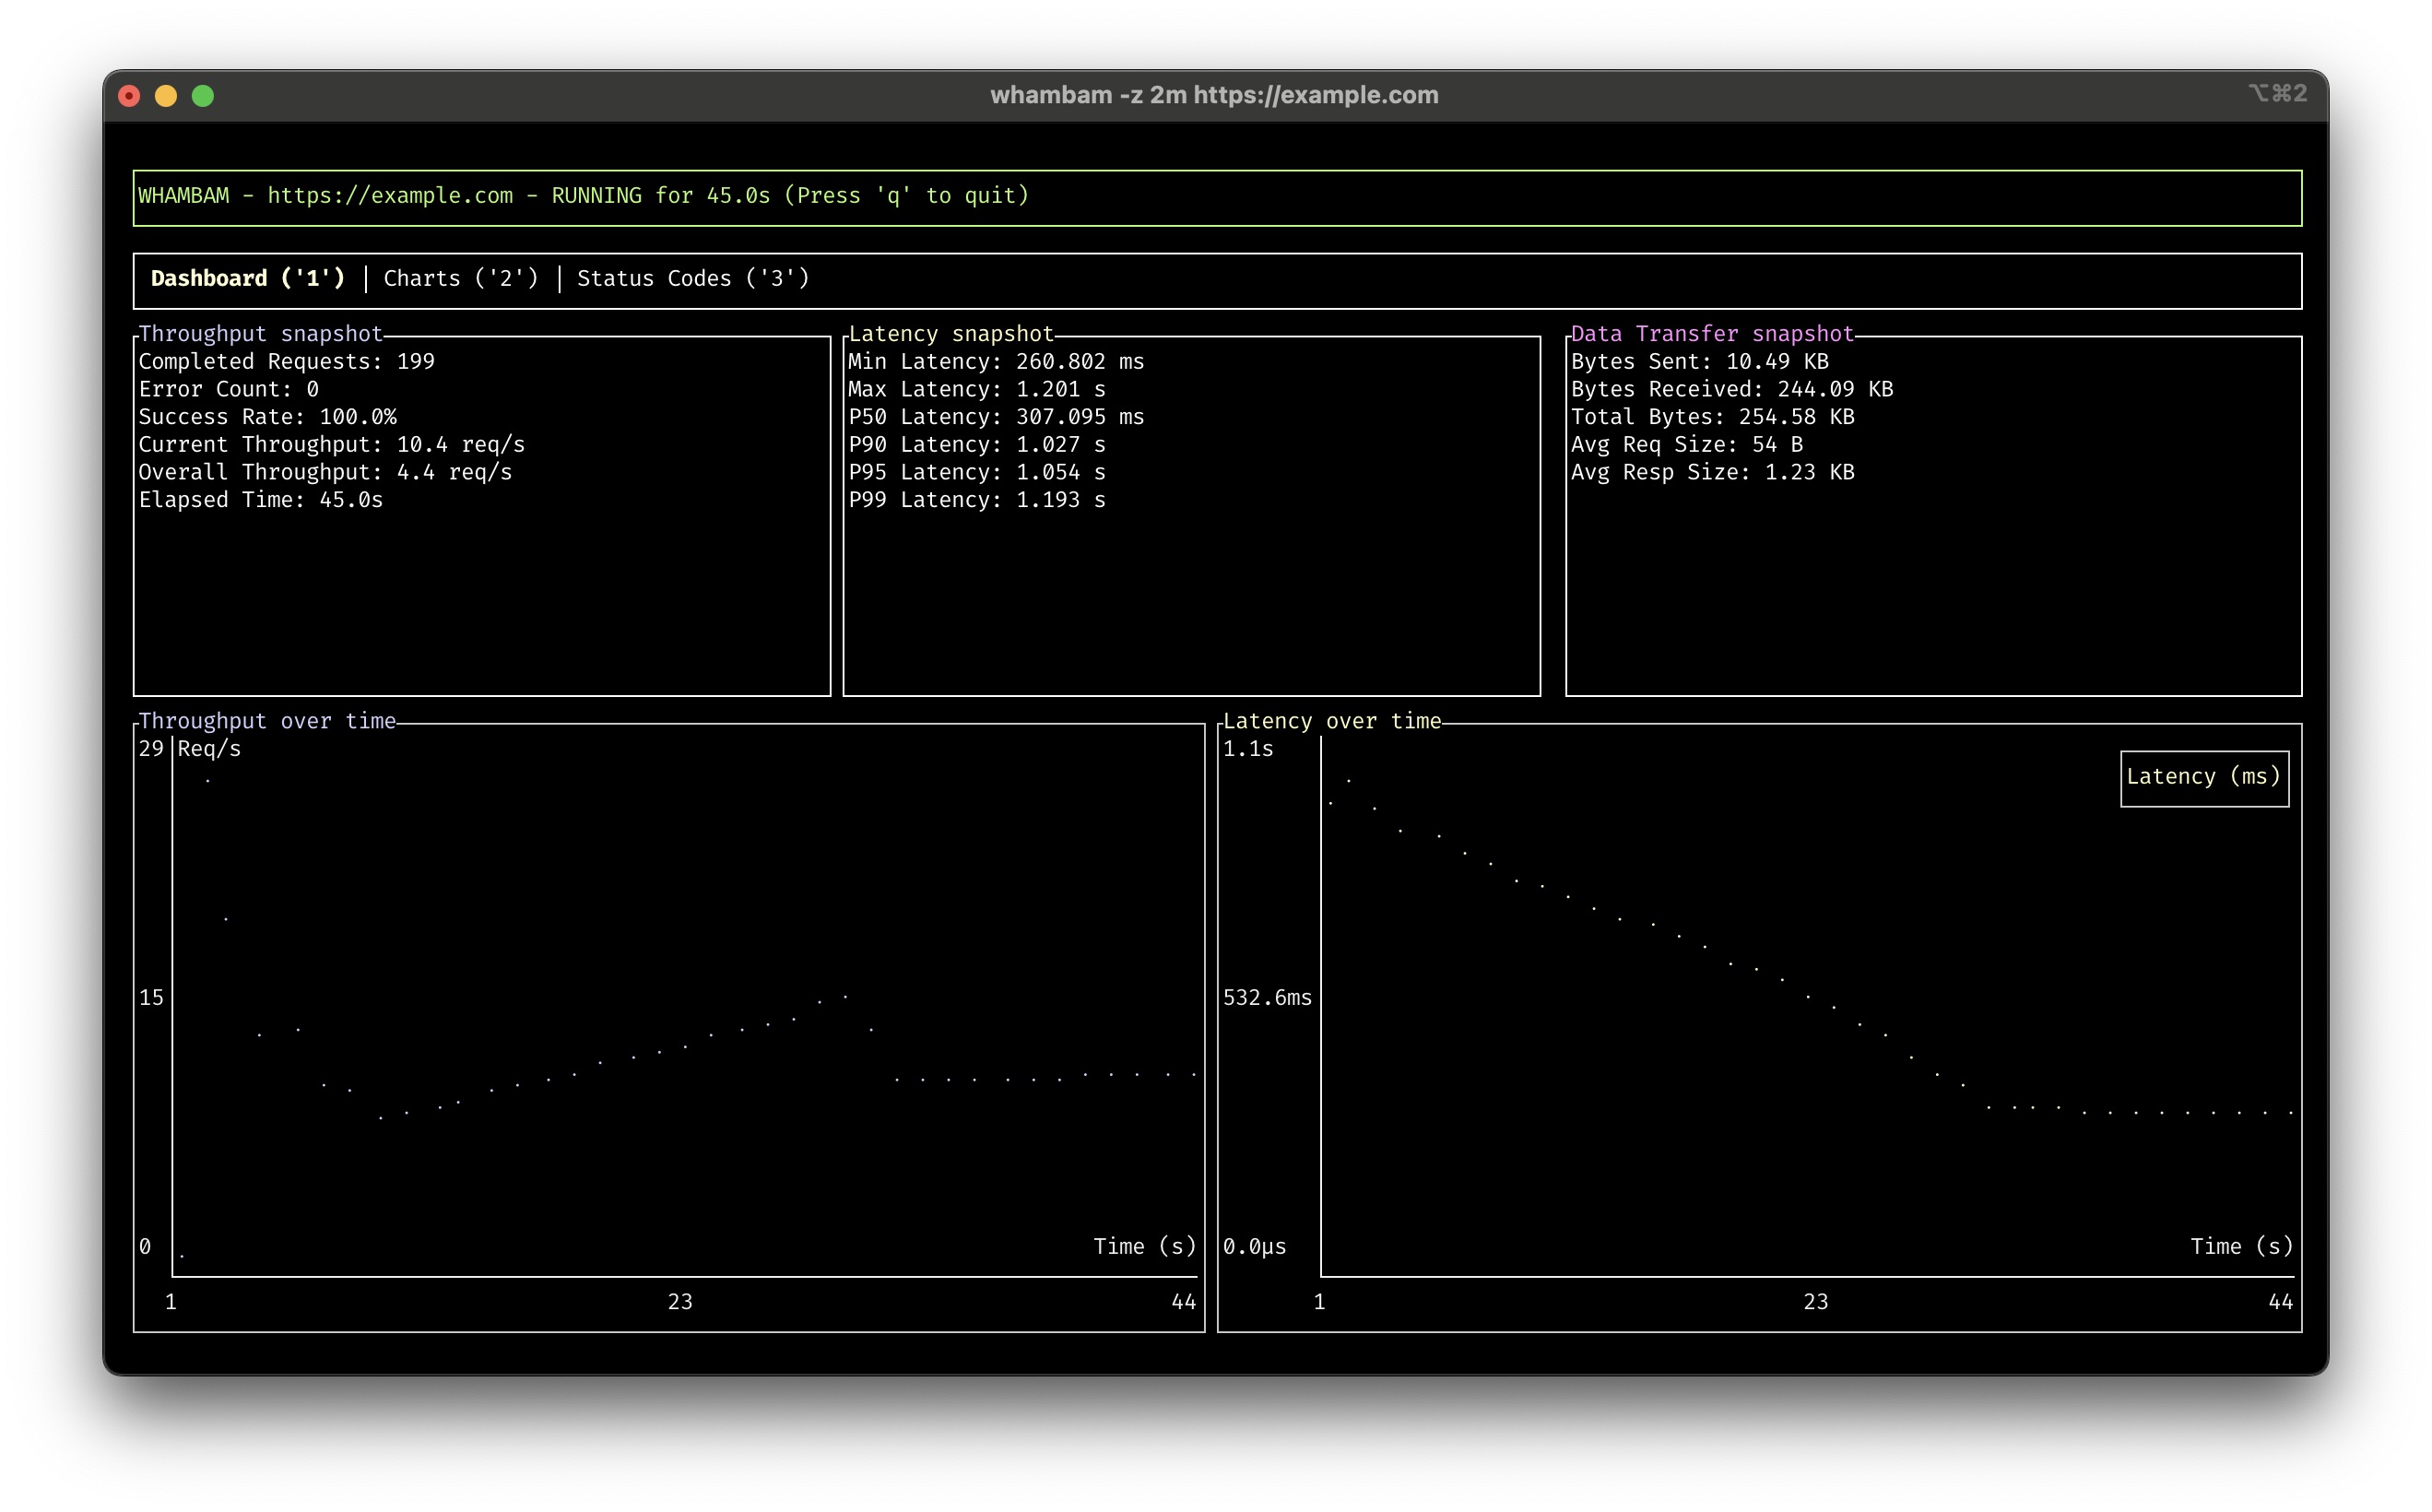 whambam -z 2m https://example.com
⌥⌘2
WHAMBAM - https://example.com - RUNNING for 45.0s (Press 'q' to quit)
Dashboard ('1') │ Charts ('2') │ Status Codes ('3')
Throughput snapshot
Completed Requests: 199
Error Count: 0
Success Rate: 100.0%
Current Throughput: 10.4 req/s
Overall Throughput: 4.4 req/s
Elapsed Time: 45.0s
Latency snapshot
Min Latency: 260.802 ms
Max Latency: 1.201 s
P50 Latency: 307.095 ms
P90 Latency: 1.027 s
P95 Latency: 1.054 s
P99 Latency: 1.193 s
Data Transfer snapshot
Bytes Sent: 10.49 KB
Bytes Received: 244.09 KB
Total Bytes: 254.58 KB
Avg Req Size: 54 B
Avg Resp Size: 1.23 KB
Throughput over time
29 Req/s
15
0
Time (s)
1 23 44
Latency over time
1.1s
Latency (ms)
532.6ms
0.0µs
Time (s)
1 23 44